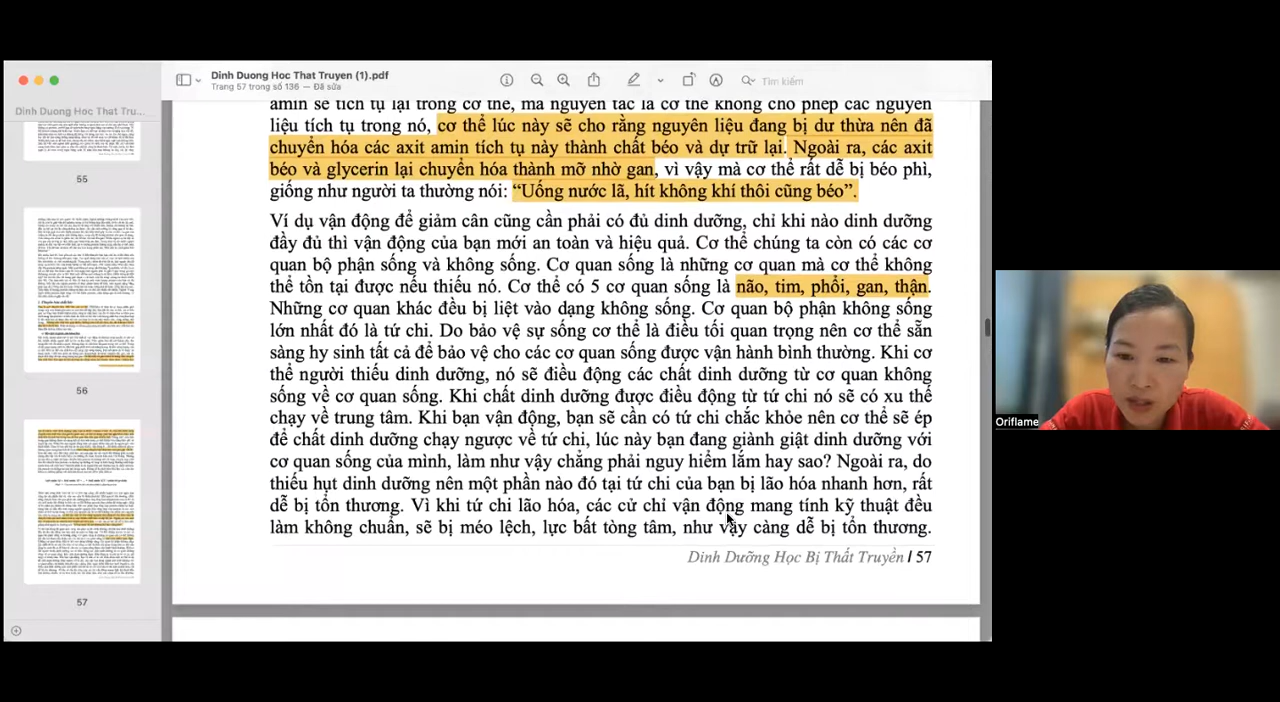 Dinh Duong Hoc That Truyen (1).pdf
Trang 57 trong số 136 — Đã sửa
Tìm kiếm
Dinh Duong Hoc That Tru...
55
56
57
amin sẽ tích tụ lại trong cơ thể, mà nguyên tắc là cơ thể không cho phép các nguyên
liệu tích tụ trong nó, cơ thể lúc này sẽ cho rằng nguyên liệu đang bị dư thừa nên đã
chuyển hóa các axit amin tích tụ này thành chất béo và dự trữ lại. Ngoài ra, các axit
béo và glycerin lại chuyển hóa thành mỡ nhờ gan, vì vậy mà cơ thể rất dễ bị béo phì,
giống như người ta thường nói: “Uống nước lã, hít không khí thôi cũng béo”.
Ví dụ vận động để giảm cân cũng cần phải có đủ dinh dưỡng, chỉ khi nào dinh dưỡng
đầy đủ thì vận động của bạn mới an toàn và hiệu quả. Cơ thể chúng ta còn có các cơ
quan bộ phận sống và không sống. Cơ quan sống là những cơ quan mà cơ thể không
thể tồn tại được nếu thiếu nó. Cơ thể có 5 cơ quan sống là não, tim, phổi, gan, thận.
Những cơ quan khác đều thuộc vào dạng không sống. Cơ quan bộ phận không sống
lớn nhất đó là tứ chi. Do bảo vệ sự sống cơ thể là điều tối quan trọng nên cơ thể sẵn
sàng hy sinh tất cả để bảo vệ cho 5 cơ quan sống được vận hành bình thường. Khi cơ
thể người thiếu dinh dưỡng, nó sẽ điều động các chất dinh dưỡng từ cơ quan không
sống về cơ quan sống. Khi chất dinh dưỡng được điều động từ tứ chi nó sẽ có xu thế
chạy về trung tâm. Khi bạn vận động, bạn sẽ cần có tứ chi chắc khỏe, nên cơ thể sẽ ép
để chất dinh dưỡng chạy ngược về tứ chi, lúc này bạn đang tranh chất dinh dưỡng với
cơ quan sống của mình, làm như vậy chẳng phải nguy hiểm lắm hay sao? Ngoài ra, do
thiếu hụt dinh dưỡng nên một phần nào đó tại tứ chi của bạn bị lão hóa nhanh hơn, rất
dễ bị tổn thương. Vì khi tứ chi lão hóa, các cử chỉ vận động mang tính kỹ thuật đều
làm không chuẩn, sẽ bị một cách lực bất tòng tâm, như vậy sẽ rất dễ bị tổn thương.
Dinh Dưỡng Học Bị Thất Truyền | 57
Oriflame